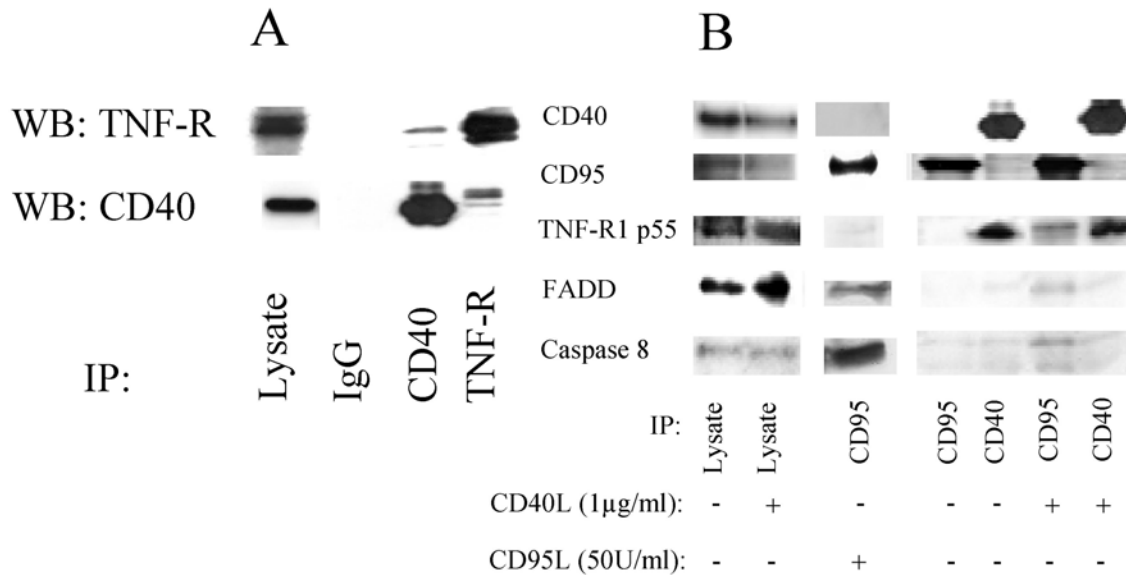 A
WB: TNF-R
WB: CD40
IP:
Lysate
IgG
CD40
TNF-R
B
CD40
CD95
TNF-R1 p55
FADD
Caspase 8
IP:
Lysate
Lysate
CD95
CD95
CD40
CD95
CD40
CD40L (1µg/ml): - + - - - + +
CD95L (50U/ml): - - + - - - -